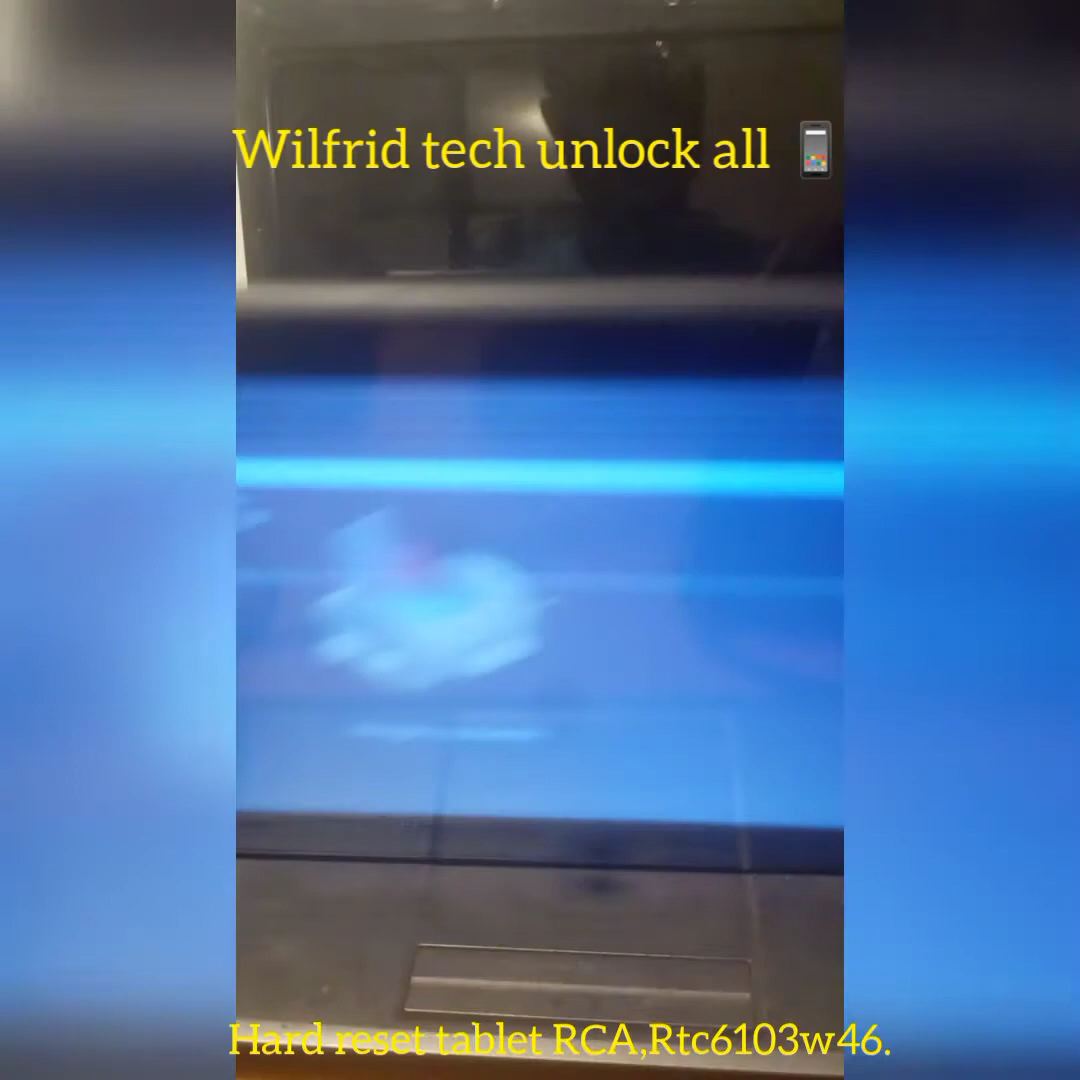 Wilfrid tech unlock all 📱
Hard reset tablet RCA,Rtc6103w46.